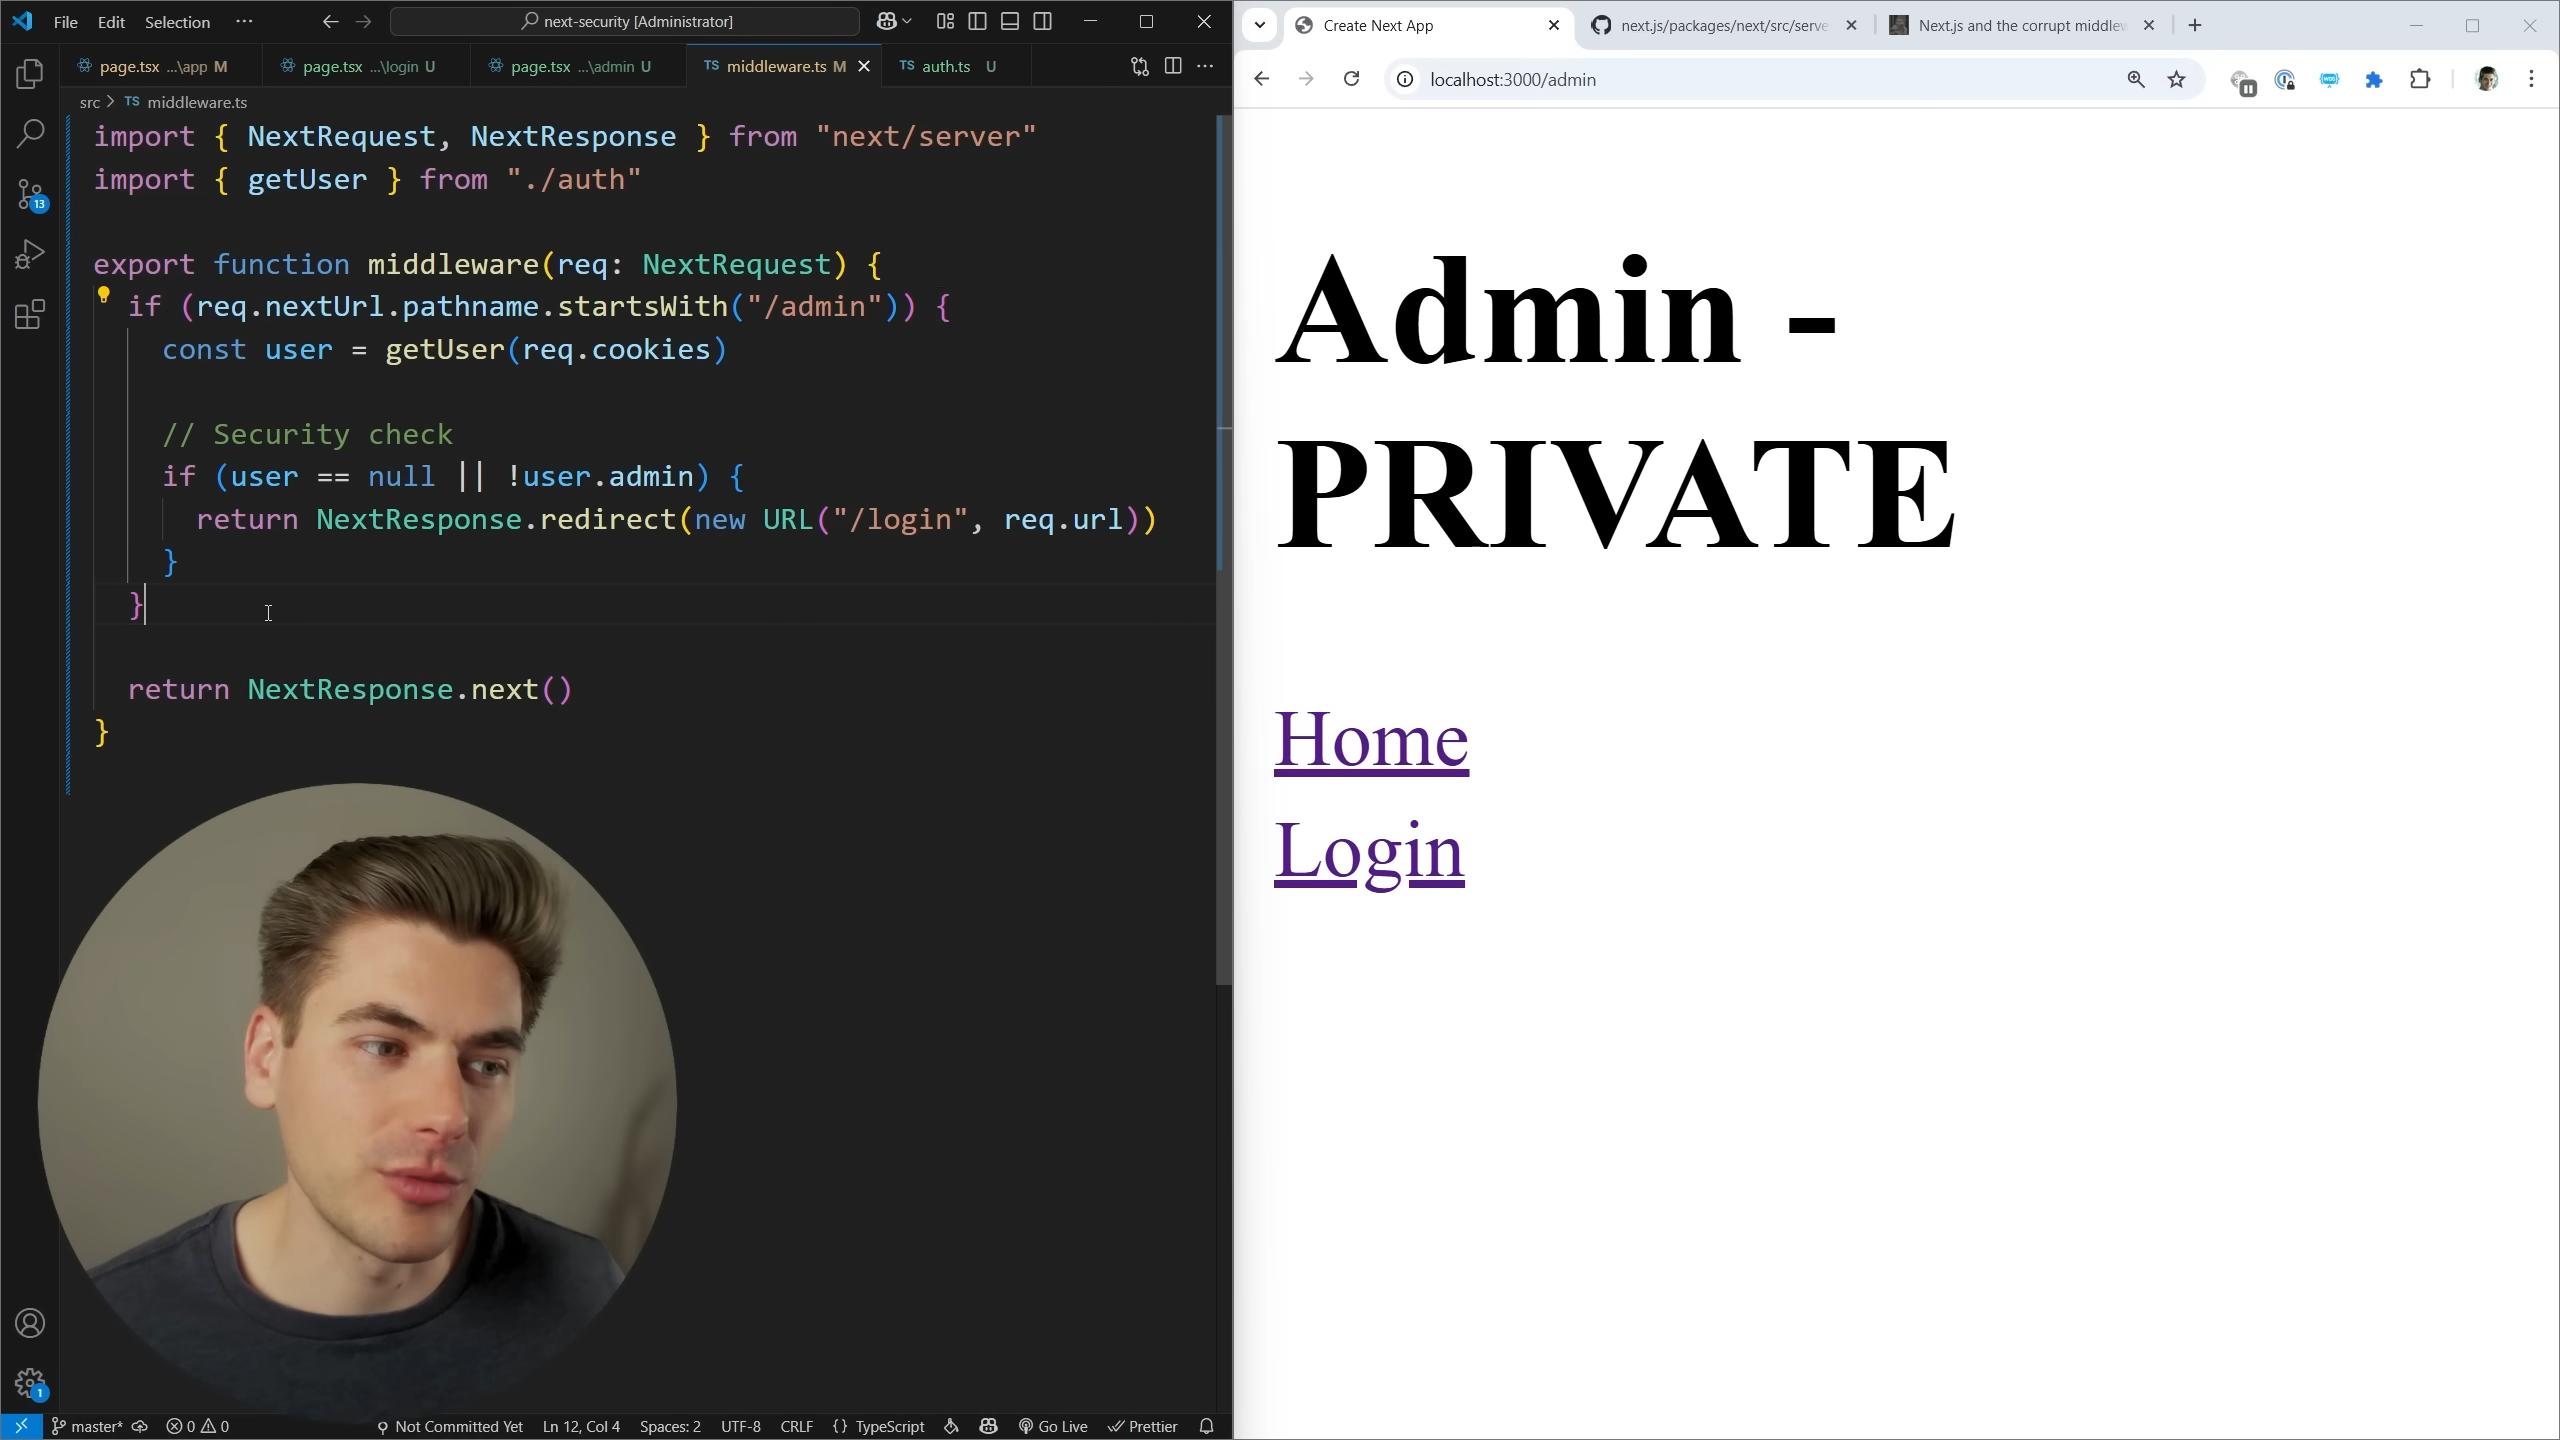 File Edit Selection ···
next-security [Administrator]
page.tsx ...\app M
page.tsx ...\login U
page.tsx ...\admin U
TS middleware.ts M
TS auth.ts U
src > TS middleware.ts
import { NextRequest, NextResponse } from "next/server"
import { getUser } from "./auth"
export function middleware(req: NextRequest) {
if (req.nextUrl.pathname.startsWith("/admin")) {
const user = getUser(req.cookies)
// Security check
if (user == null || !user.admin) {
return NextResponse.redirect(new URL("/login", req.url))
}
}
return NextResponse.next()
}
13
1
master*
0 0
Not Committed Yet
Ln 12, Col 4
Spaces: 2
UTF-8
CRLF
{} TypeScript
Go Live
Prettier
Create Next App
next.js/packages/next/src/serve
Next.js and the corrupt middlew
localhost:3000/admin
Admin -
PRIVATE
Home
Login